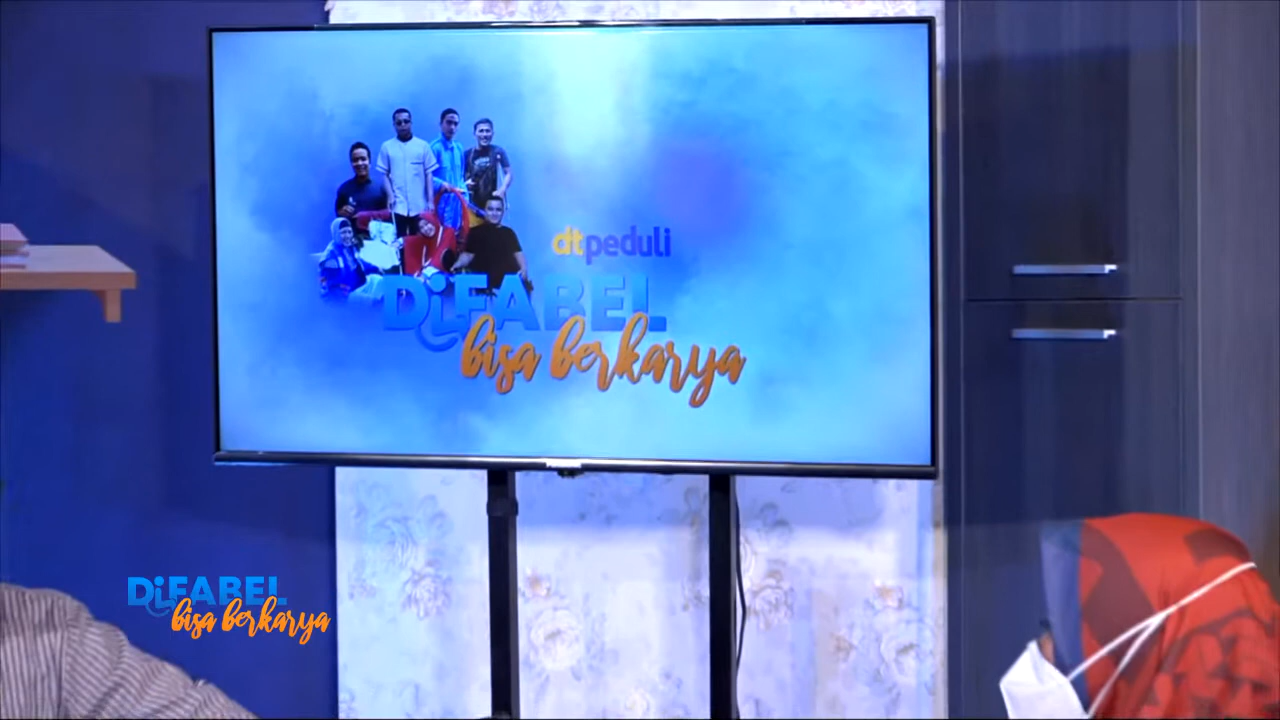 dtpeduli
DiFABEL
bisa berkarya
DiFABEL
bisa berkarya